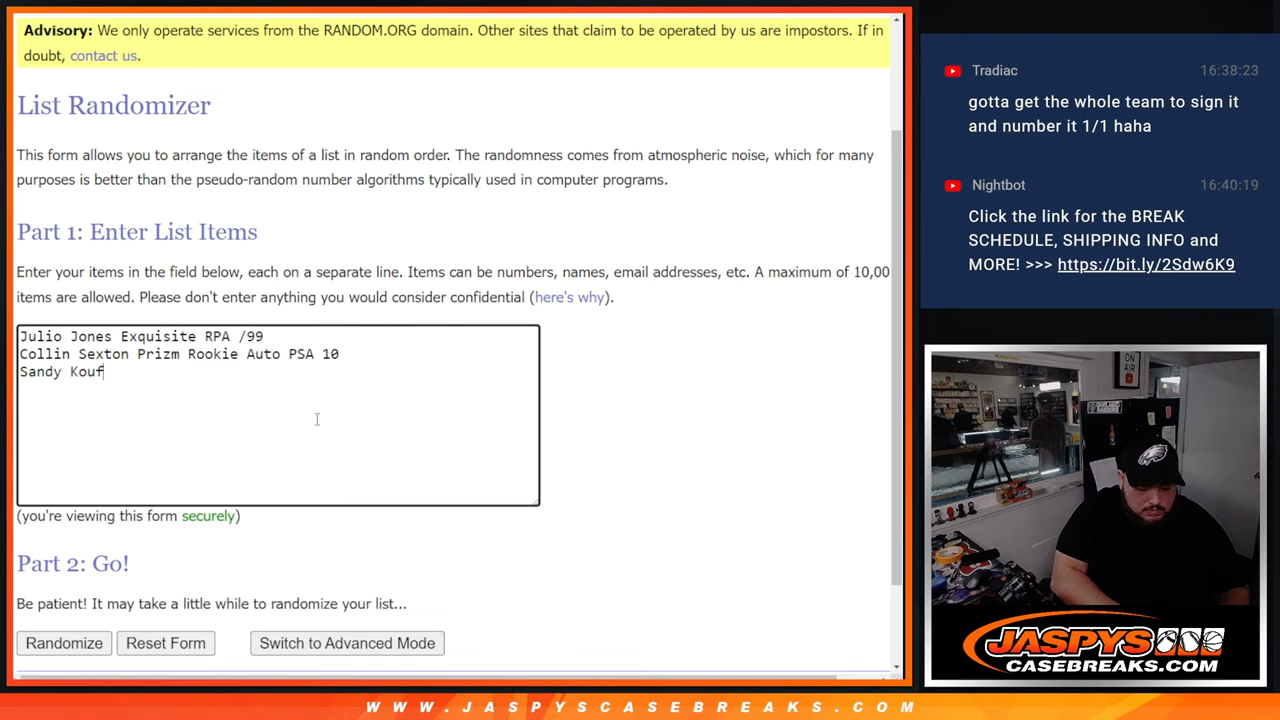 Advisory: We only operate services from the RANDOM.ORG domain. Other sites that claim to be operated by us are impostors. If in
doubt, contact us.
List Randomizer
This form allows you to arrange the items of a list in random order. The randomness comes from atmospheric noise, which for many
purposes is better than the pseudo-random number algorithms typically used in computer programs.
Part 1: Enter List Items
Enter your items in the field below, each on a separate line. Items can be numbers, names, email addresses, etc. A maximum of 10,00
items are allowed. Please don't enter anything you would consider confidential (here's why).
Julio Jones Exquisite RPA /99
Collin Sexton Prizm Rookie Auto PSA 10
Sandy Kouf
(you're viewing this form securely)
Part 2: Go!
Be patient! It may take a little while to randomize your list...
Randomize Reset Form Switch to Advanced Mode
Tradiac 16:38:23
gotta get the whole team to sign it
and number it 1/1 haha
Nightbot 16:40:19
Click the link for the BREAK
SCHEDULE, SHIPPING INFO and
MORE! >>> https://bit.ly/2Sdw6K9
ON
AIR
JASPYS
CASEBREAKS.COM
WWW.JASPYSCASEBREAKS.COM